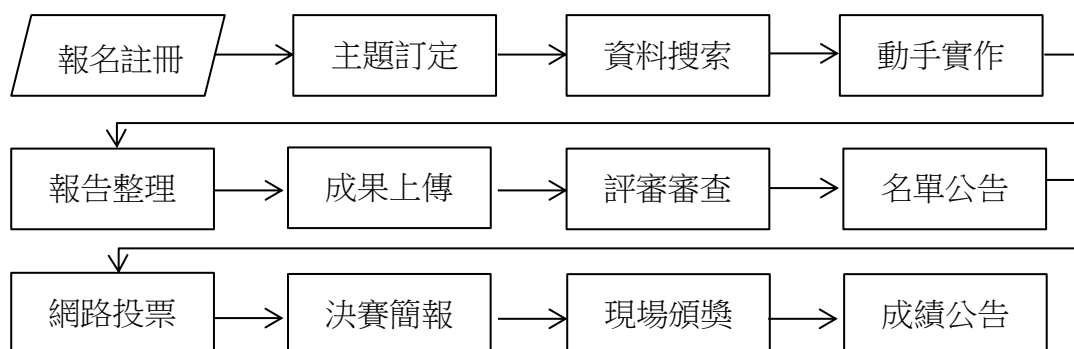 報名註冊
主題訂定
資料搜索
動手實作
報告整理
成果上傳
評審審查
名單公告
網路投票
決賽簡報
現場頒獎
成績公告